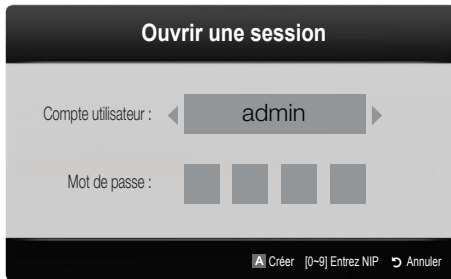 Ouvrir une session
Compte utilisateur : admin
Mot de passe :
A Créer [0~9] Entrez NIP Annuler